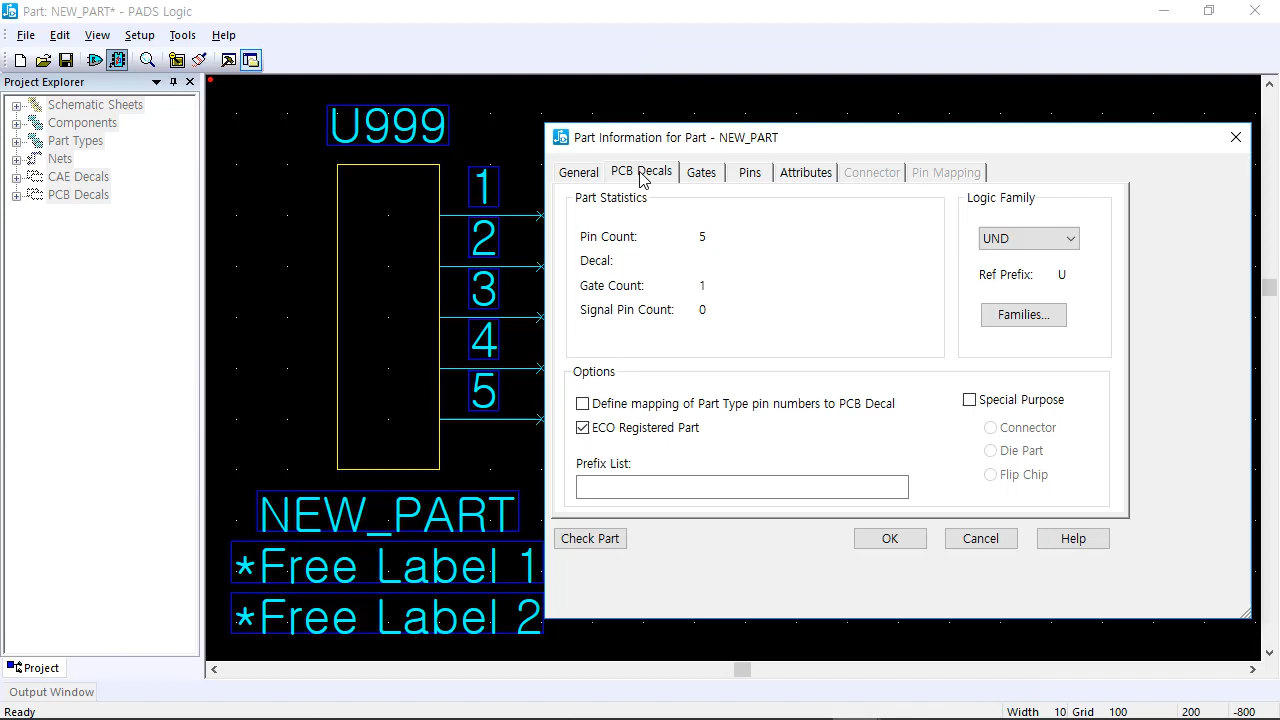 Part: NEW_PART* - PADS Logic
File Edit View Setup Tools Help
Project Explorer
Schematic Sheets
Components
Part Types
Nets
CAE Decals
PCB Decals
Project
U999
1
2
3
4
5
NEW_PART
*Free Label 1
*Free Label 2
Part Information for Part - NEW_PART
General PCB Decals Gates Pins Attributes Connector Pin Mapping
Part Statistics
Pin Count: 5
Decal:
Gate Count: 1
Signal Pin Count: 0
Logic Family
UND
Ref Prefix: U
Families...
Options
Define mapping of Part Type pin numbers to PCB Decal
ECO Registered Part
Prefix List:
Special Purpose
Connector
Die Part
Flip Chip
Check Part OK Cancel Help
Output Window
Ready Width 10 Grid 100 200 -800